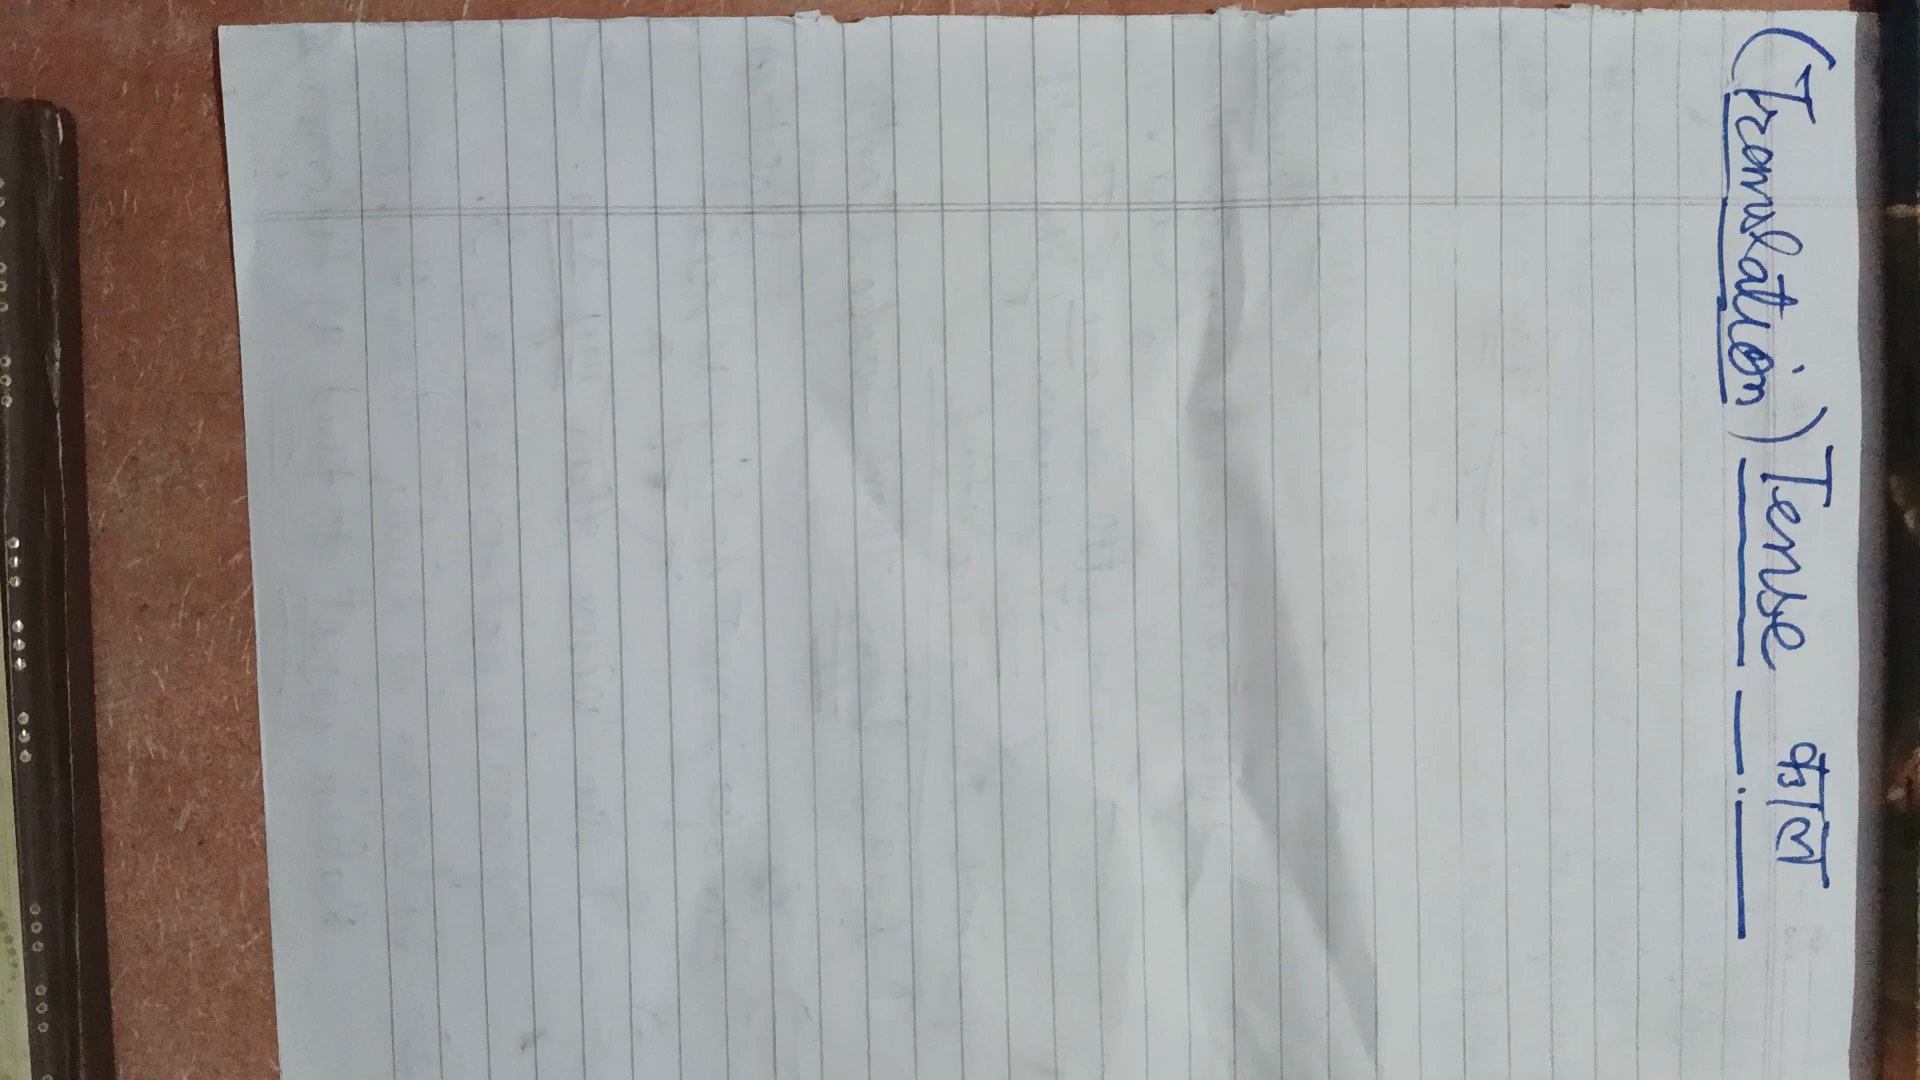 (Translation) Tense काल